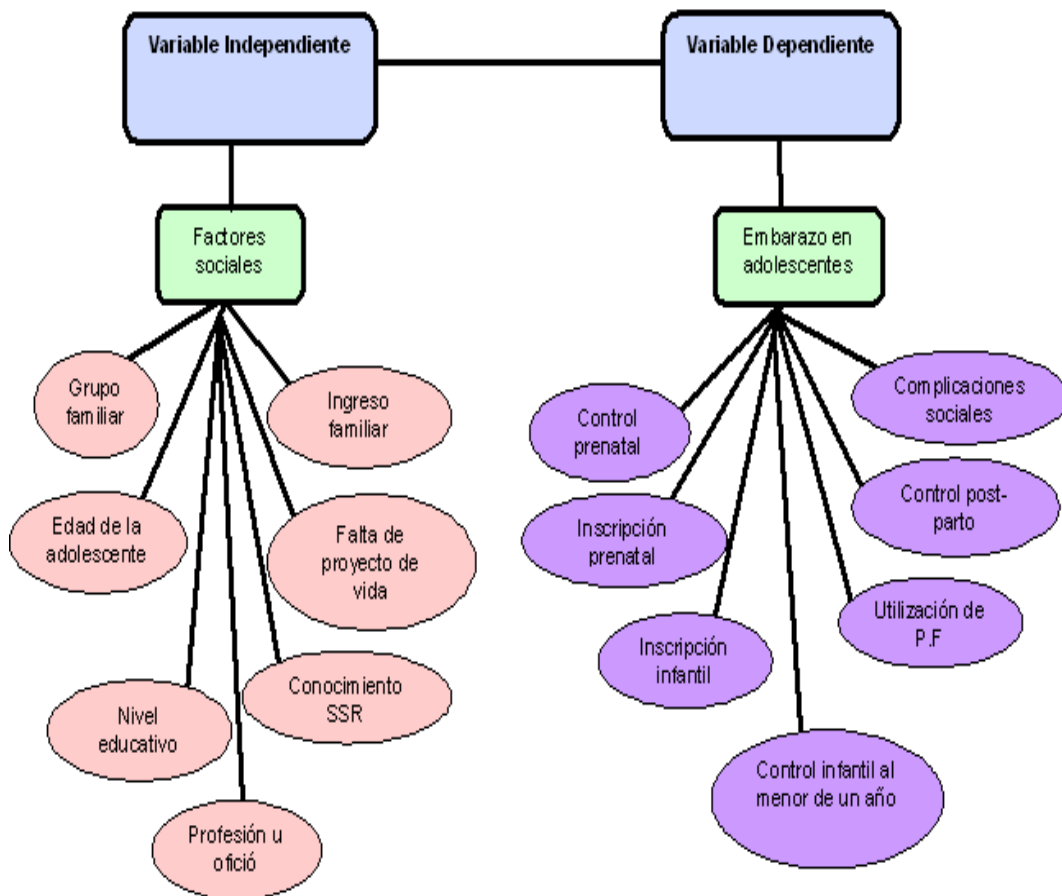 Variable Independiente
Variable Dependiente
Factores
sociales
Embarazo en
adolescentes
Grupo
familiar
Ingreso
familiar
Edad de la
adolescente
Falta de
proyecto de
vida
Nivel
educativo
Conocimiento
SSR
Profesión u
ofició
Control
prenatal
Complicaciones
sociales
Inscripción
prenatal
Control post-
parto
Inscripción
infantil
Utilización de
P.F
Control infantil al
menor de un año